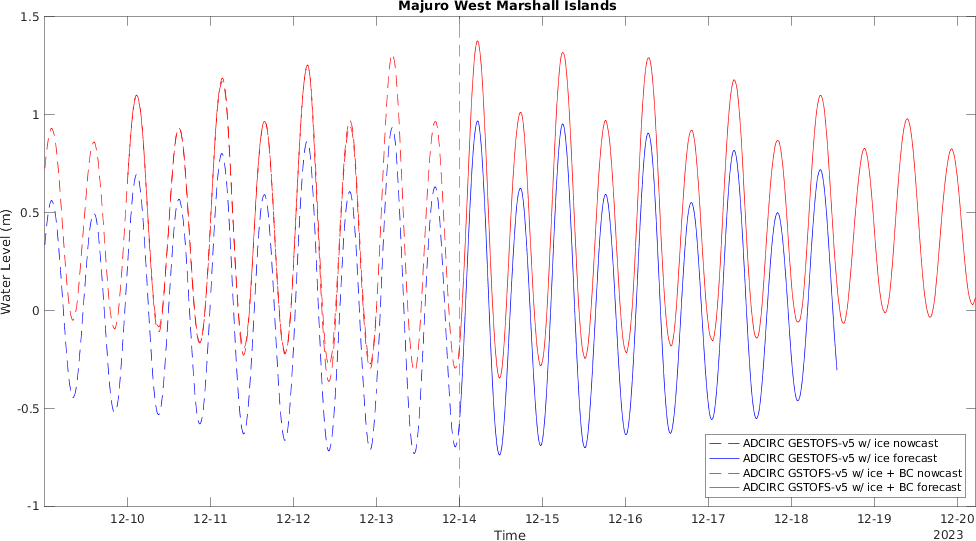 Majuro West Marshall Islands
1.5
1
0.5
0
-0.5
-1
Water Level (m)
ADCIRC GESTOFS-v5 w/ ice nowcast
ADCIRC GESTOFS-v5 w/ ice forecast
ADCIRC GSTOFS-v5 w/ ice + BC nowcast
ADCIRC GSTOFS-v5 w/ ice + BC forecast
12-10 12-11 12-12 12-13 12-14 12-15 12-16 12-17 12-18 12-19 12-20
Time
2023